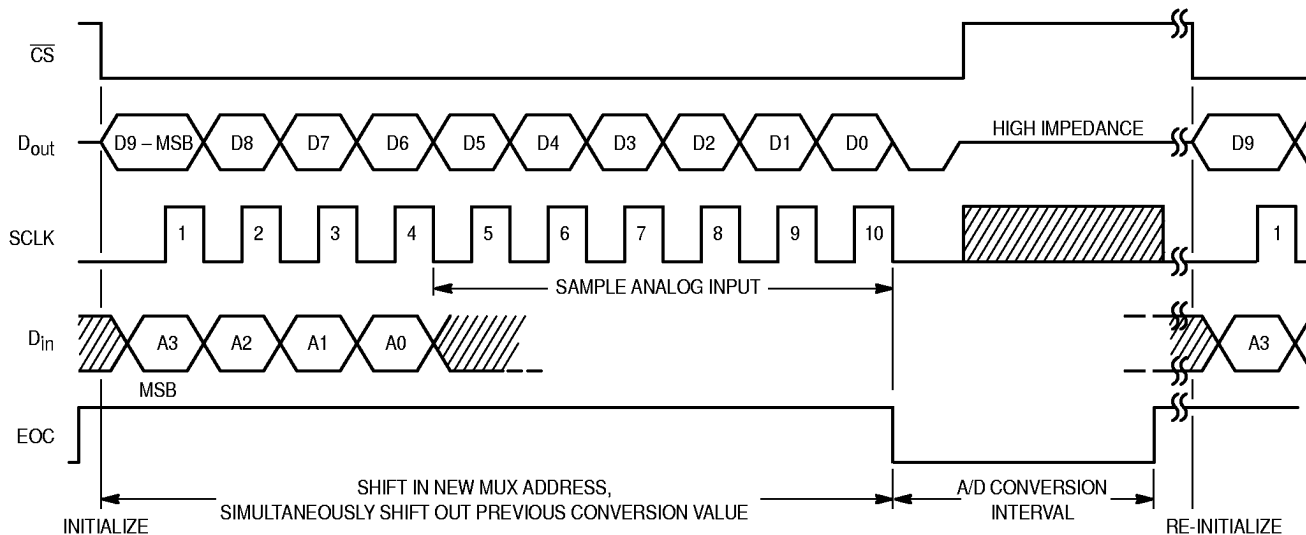 CS
Dout D9 – MSB D8 D7 D6 D5 D4 D3 D2 D1 D0 HIGH IMPEDANCE D9
SCLK 1 2 3 4 5 6 7 8 9 10 1
SAMPLE ANALOG INPUT
Din A3 A2 A1 A0 A3
MSB
EOC
SHIFT IN NEW MUX ADDRESS,
SIMULTANEOUSLY SHIFT OUT PREVIOUS CONVERSION VALUE
A/D CONVERSION
INTERVAL
INITIALIZE
RE-INITIALIZE